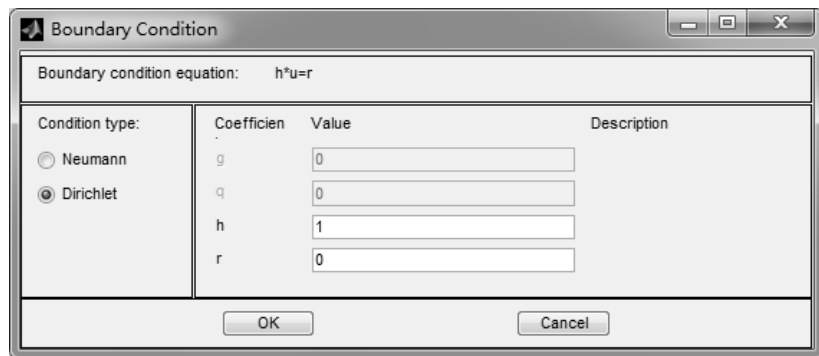 Boundary Condition
Boundary condition equation: h*u=r
Condition type: Coefficien Value Description
Neumann g 0
Dirichlet q 0
h 1
r 0
OK Cancel